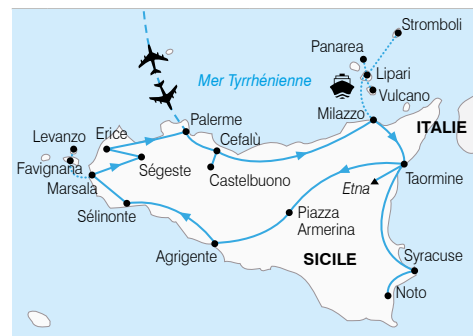 Stromboli
Panarea
Mer Tyrrhénienne
Lipari
Vulcano
Palerme
Milazzo
ITALIE
Levanzo
Erice
Cefalù
Favignana
Ségeste
Castelbuono
Marsala
Etna
Taormine
Sélinonte
Piazza
Armerina
Agrigente
SICILE
Syracuse
Noto